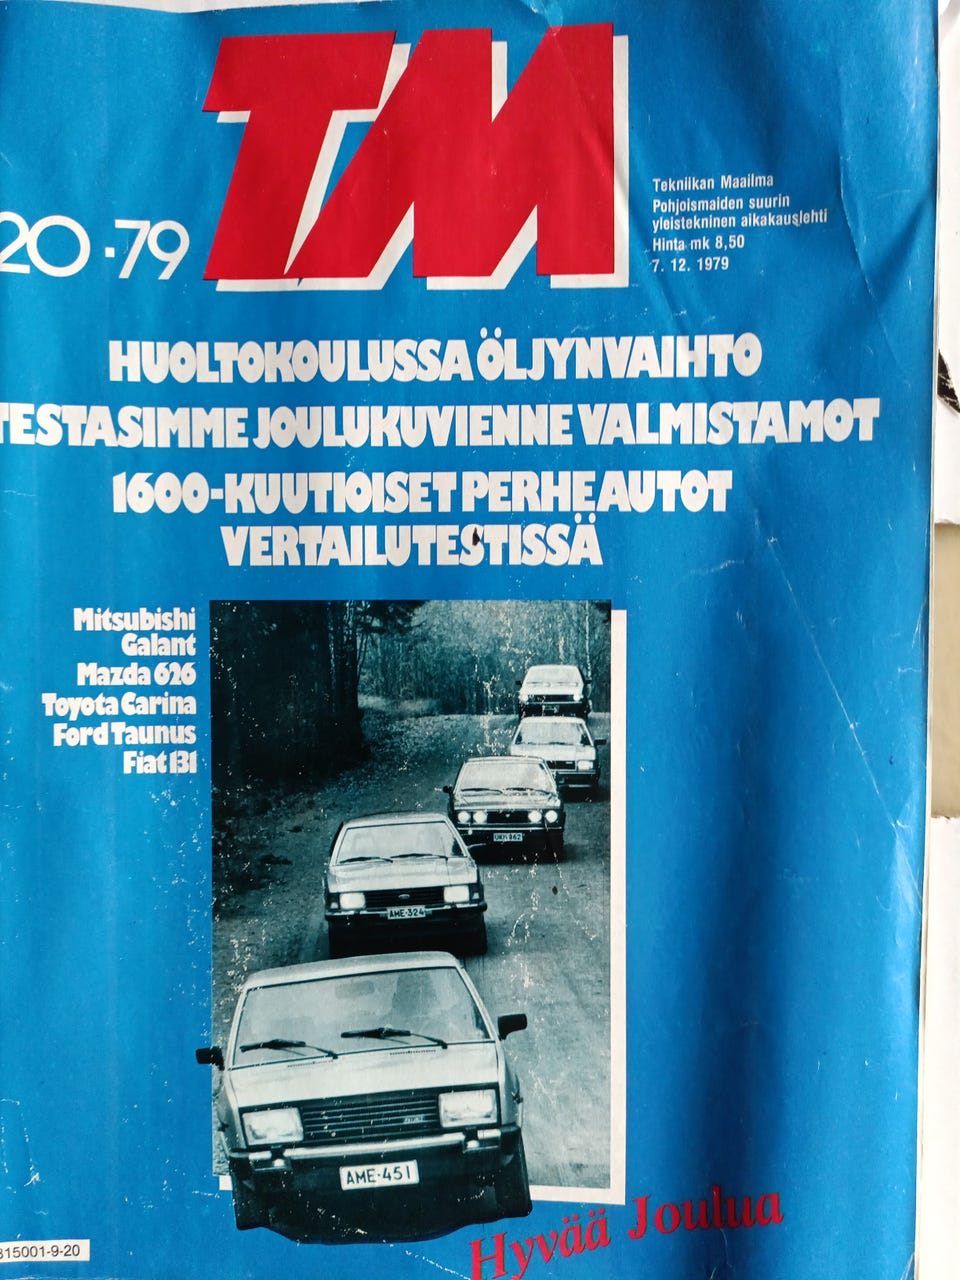 TM
20·79
Tekniikan Maailma
Pohjoismaiden suurin
yleistekninen aikakauslehti
Hinta mk 8,50
7. 12. 1979
HUOLTOKOULUSSA ÖLJYNVAIHTO
TESTASIMME JOULUKUVIENNE VALMISTAMOT
1600-KUUTIOISET PERHEAUTOT
VERTAILUTESTISSÄ
Mitsubishi
Galant
Mazda 626
Toyota Carina
Ford Taunus
Fiat 131
AME-324
AME-451
Hyvää Joulua
815001-9-20